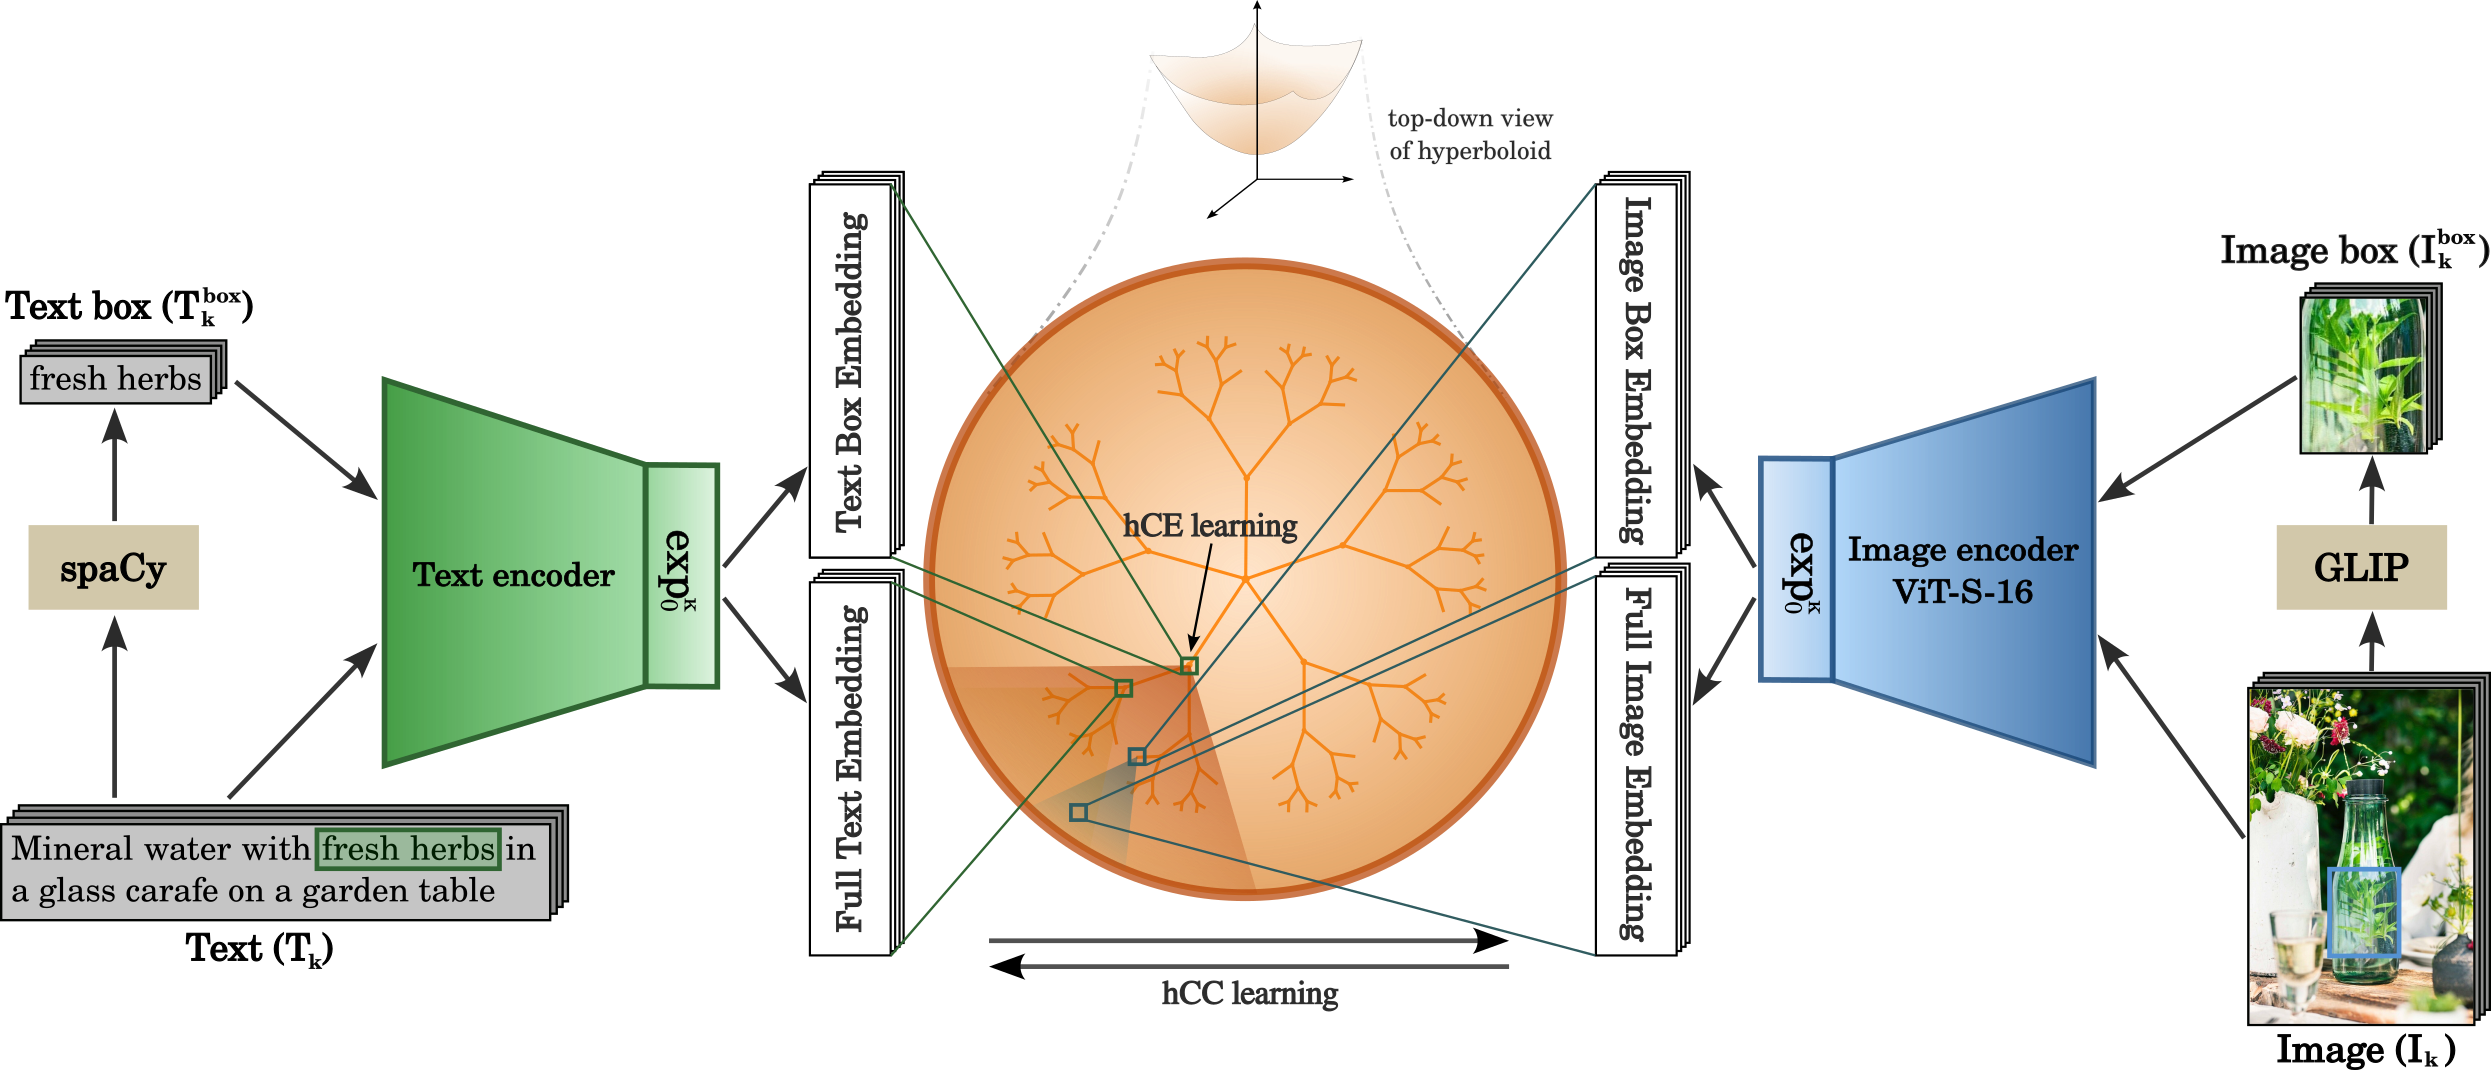 top-down view
of hyperboloid
Text box (T_k^box)
fresh herbs
spaCy
Mineral water with fresh herbs in
a glass carafe on a garden table
Text (T_k)
Text encoder
exp_0^k
Text Box Embedding
Full Text Embedding
hCE learning
hCC learning
Image Box Embedding
Full Image Embedding
exp_0^k
Image encoder
ViT-S-16
Image box (I_k^box)
GLIP
Image (I_k)